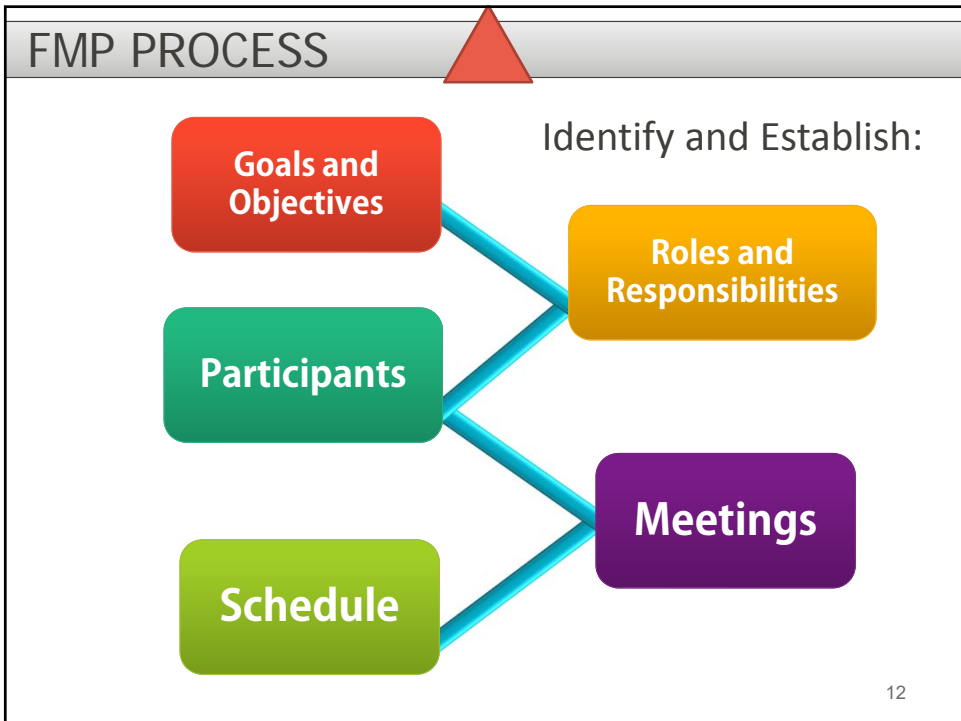 FMP PROCESS
Identify and Establish:
Goals and
Objectives
Roles and
Responsibilities
Participants
Meetings
Schedule
12